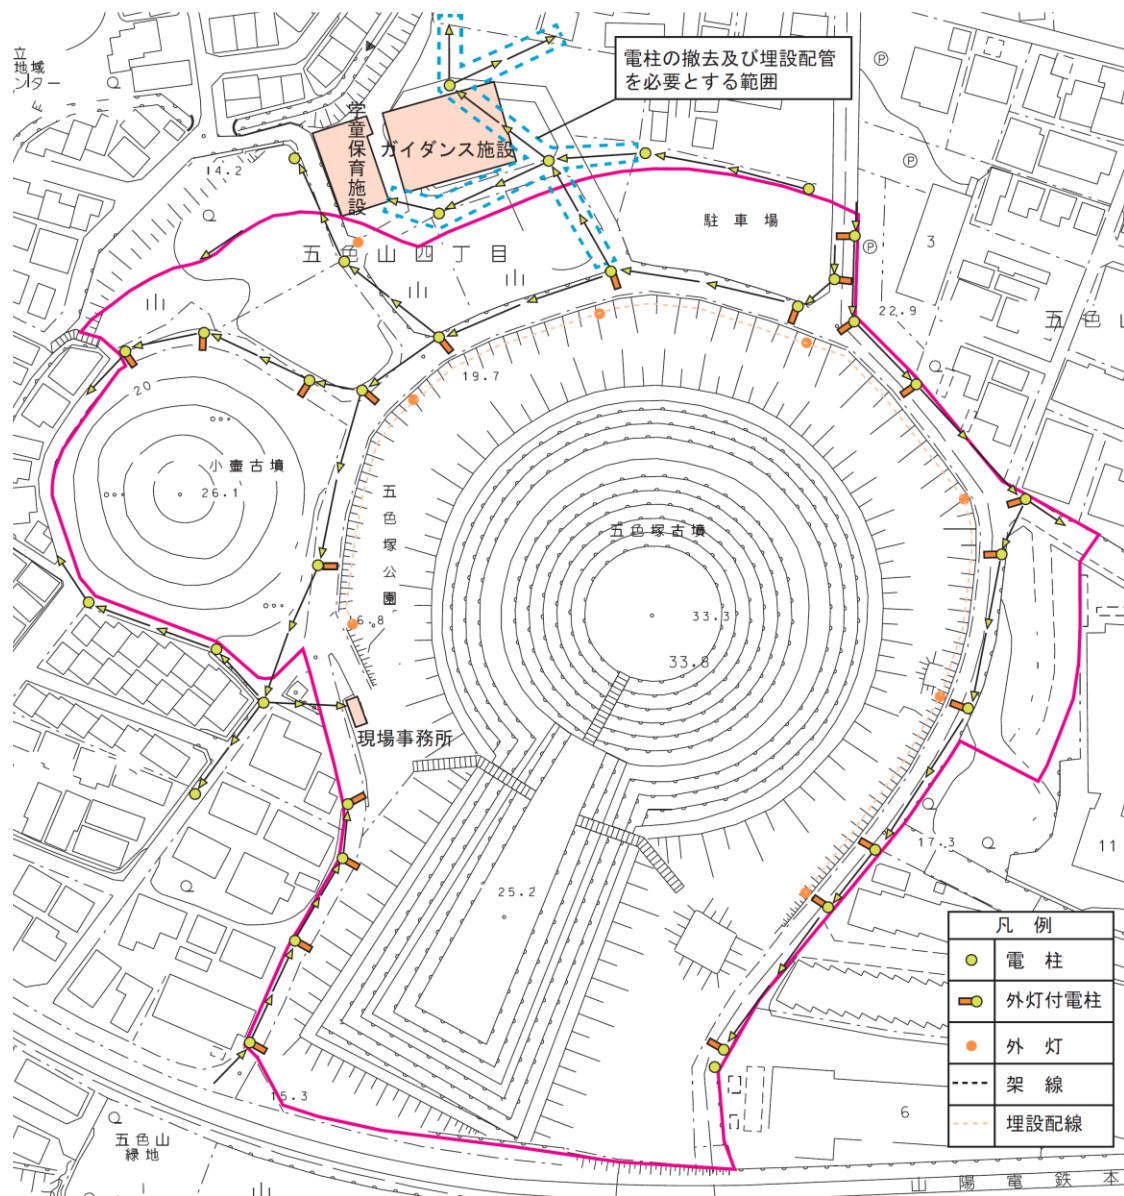 立
地域
ンター
電柱の撤去及び埋設配管
を必要とする範囲
Ⓟ
学童保育施設
ガイダンス施設
14.2
Ⓟ
駐車場
3
Ⓟ
五色山四丁目
22.9
五色山
19.7
20
小壷古墳
26.1
五色塚公園
五色塚古墳
33.3
33.8
6.8
現場事務所
17.3
11
25.2
凡例
電柱
外灯付電柱
外灯
架線
埋設配線
15.3
6
五色山
緑地
山陽電鉄本